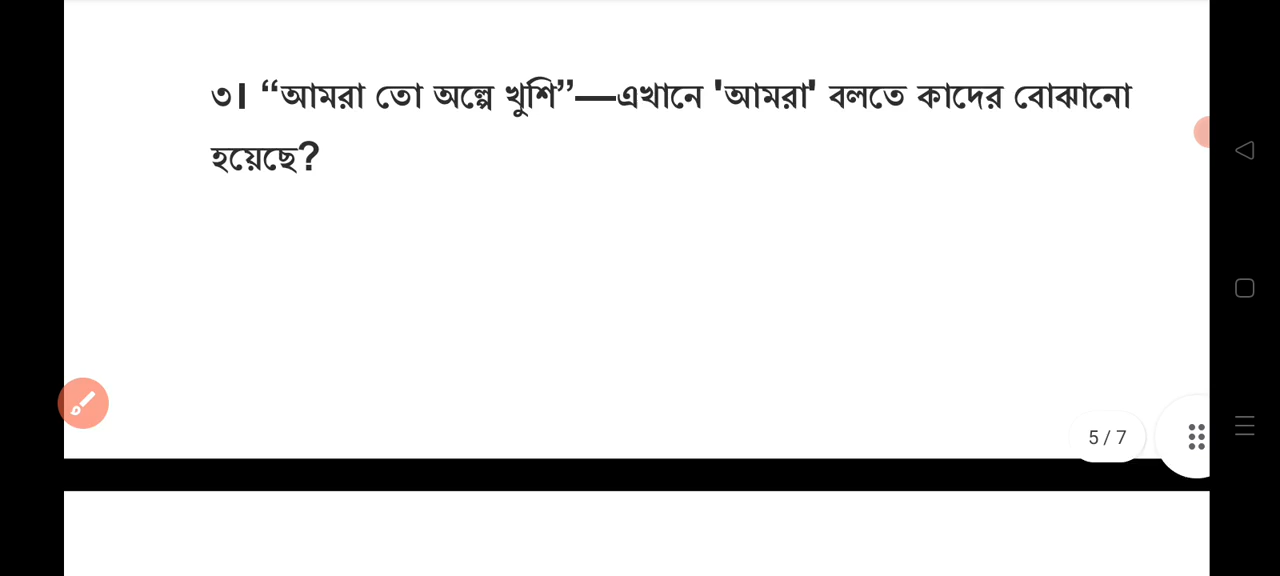 ৩। “আমরা তো অল্পে খুশি”—এখানে 'আমরা' বলতে কাদের বোঝানো
হয়েছে?
5 / 7